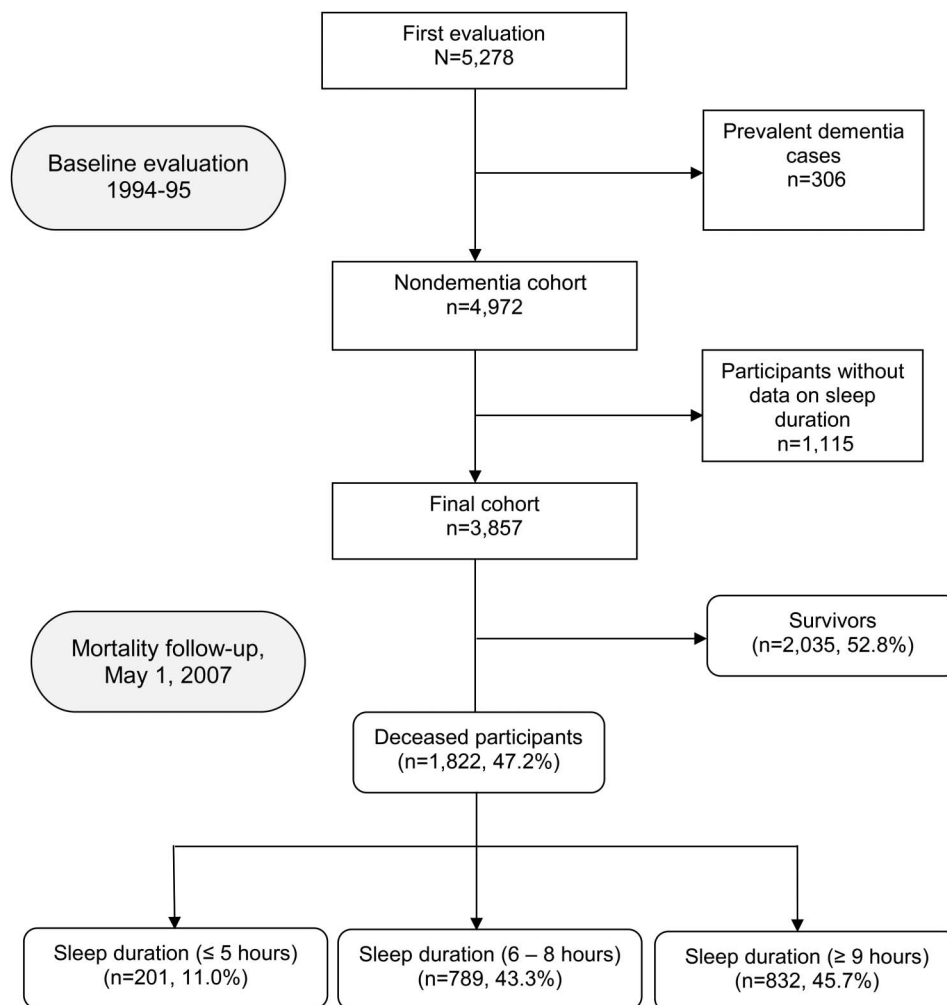 First evaluation
N=5,278
Baseline evaluation
1994-95
Prevalent dementia
cases
n=306
Nondementia cohort
n=4,972
Participants without
data on sleep
duration
n=1,115
Final cohort
n=3,857
Mortality follow-up,
May 1, 2007
Survivors
(n=2,035, 52.8%)
Deceased participants
(n=1,822, 47.2%)
Sleep duration (≤ 5 hours)
(n=201, 11.0%)
Sleep duration (6 – 8 hours)
(n=789, 43.3%)
Sleep duration (≥ 9 hours)
(n=832, 45.7%)